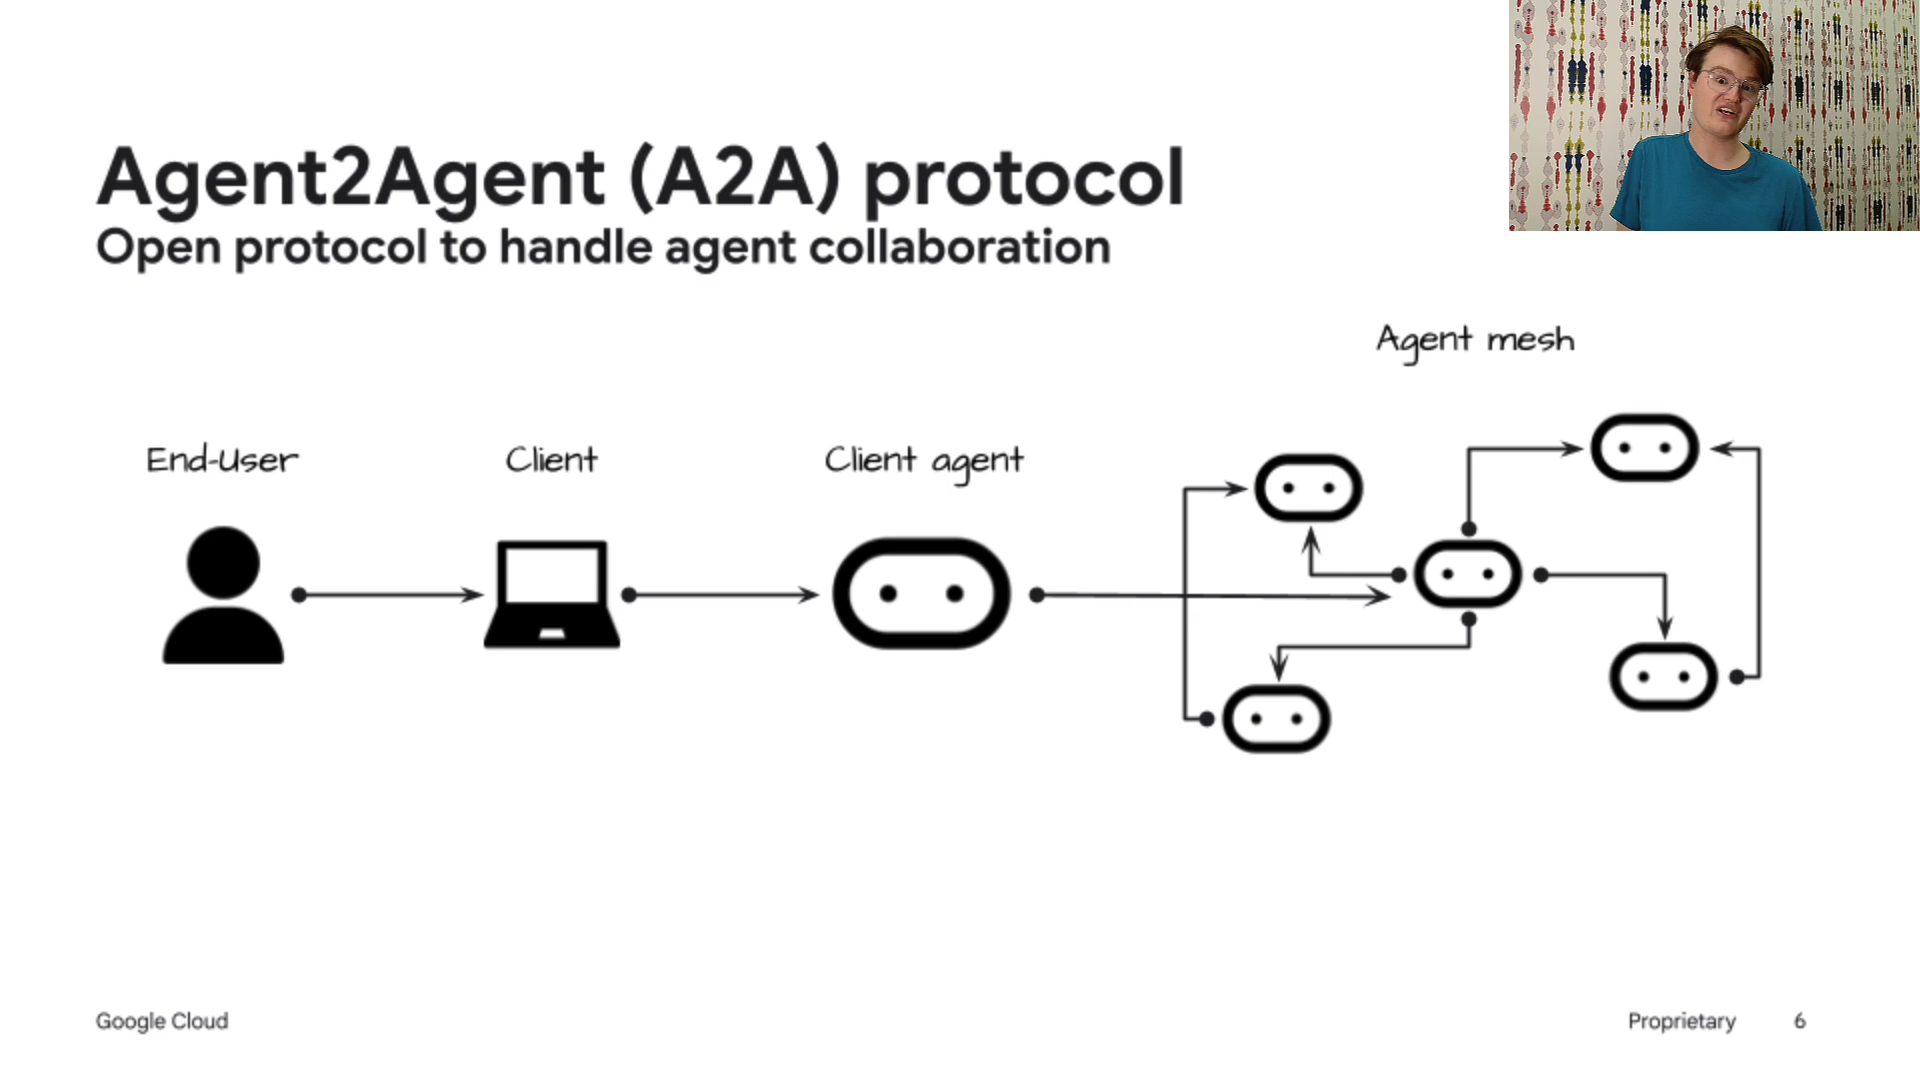 Agent2Agent (A2A) protocol
Open protocol to handle agent collaboration
Agent mesh
End-User
Client
Client agent
Google Cloud
Proprietary
6